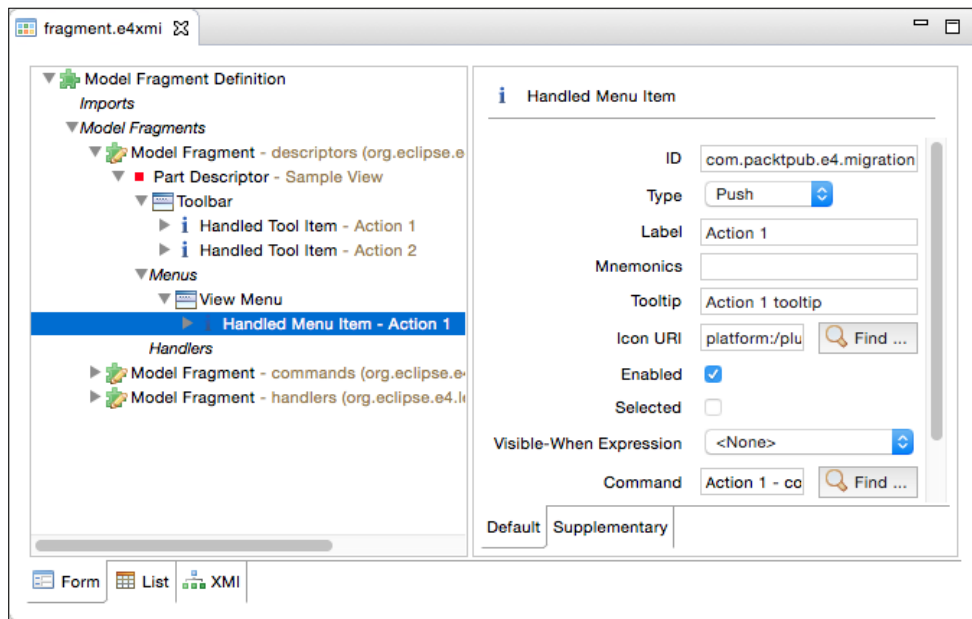 fragment.e4xmi
Model Fragment Definition
Imports
Model Fragments
Model Fragment - descriptors (org.eclipse.e
Part Descriptor - Sample View
Toolbar
Handled Tool Item - Action 1
Handled Tool Item - Action 2
Menus
View Menu
Handled Menu Item - Action 1
Handlers
Model Fragment - commands (org.eclipse.e4
Model Fragment - handlers (org.eclipse.e4.l
Handled Menu Item
ID com.packtpub.e4.migration
Type Push
Label Action 1
Mnemonics
Tooltip Action 1 tooltip
Icon URI platform:/plu Find ...
Enabled
Selected
Visible-When Expression <None>
Command Action 1 - co Find ...
Default Supplementary
Form List XMI